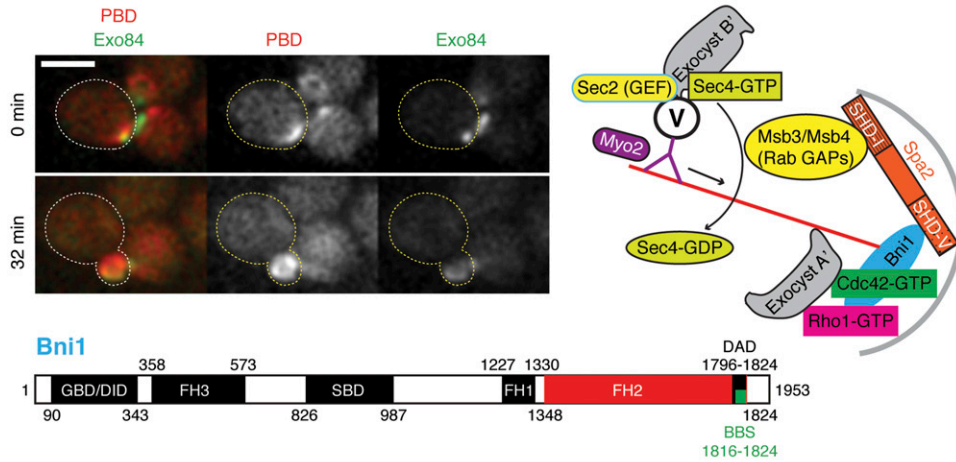 PBD
Exo84
PBD
Exo84
0 min
32 min
Exocyst B'
Sec2 (GEF)
Sec4-GTP
V
Myo2
Msb3/Msb4
(Rab GAPs)
SHD-I
Spa2
SHD-V
Sec4-GDP
Bni1
Exocyst A'
Cdc42-GTP
Rho1-GTP
Bni1
DAD
358 573 1227 1330 1796-1824
1 GBD/DID FH3 SBD FH1 FH2 1953
90 343 826 987 1348 1824
BBS
1816-1824